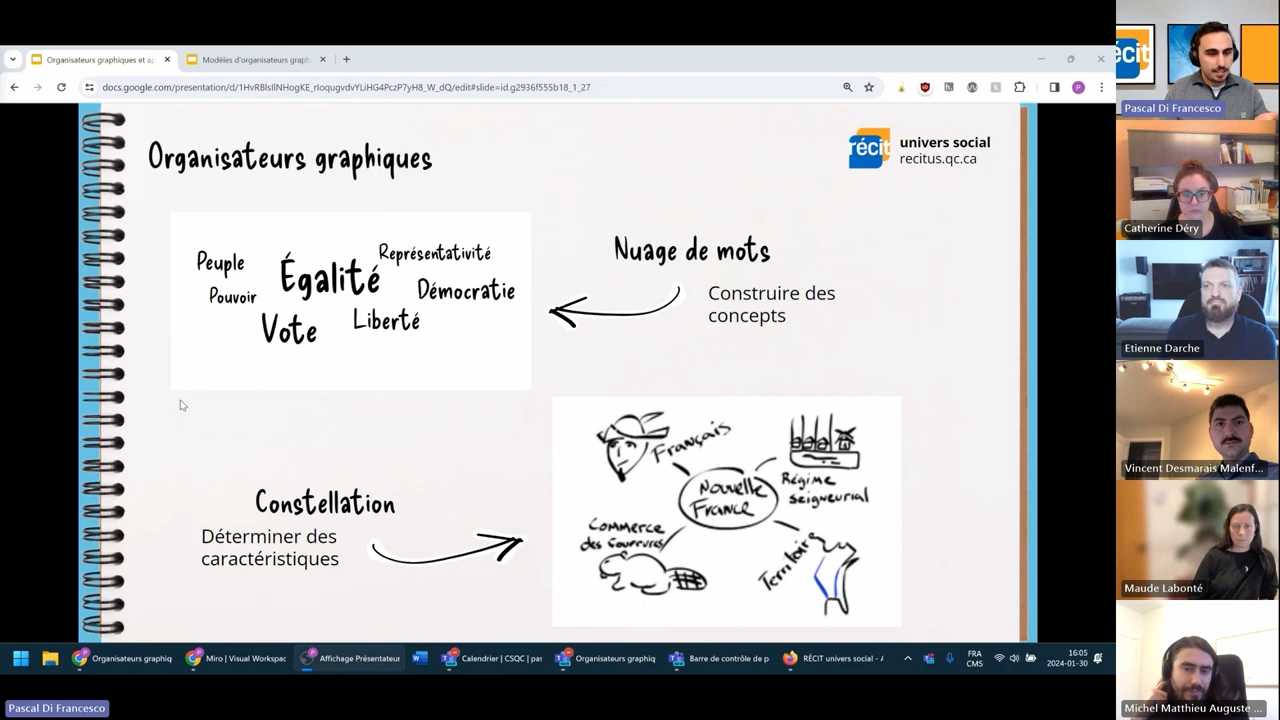 Organisateurs graphiques et ap
Modèles d'organisateurs graph
docs.google.com/presentation/d/1HvRBlsIlNHogKE_rIoqugvdvYLiHG4PczP7yH8_W_dQ/edit#slide=id.g2936f555b18_1_27
Organisateurs graphiques
récit
univers social
recitus.qc.ca
Peuple
Égalité
Représentativité
Pouvoir
Démocratie
Vote
Liberté
Nuage de mots
Construire des
concepts
Constellation
Déterminer des
caractéristiques
Français
Nouvelle
France
Régime
seigneurial
Commerce
des fourrures
Territoire
Organisateurs graphiq
Miro | Visual Workspac
Affichage Présentateur
Calendrier | CSQC | pas
Organisateurs graphiq
Barre de contrôle de p
RÉCIT univers social - A
FRA
CMS
16:05
2024-01-30
Pascal Di Francesco
récit
Pascal Di Francesco
Catherine Déry
Etienne Darche
Vincent Desmarais Malenf...
Maude Labonté
Michel Matthieu Auguste ...